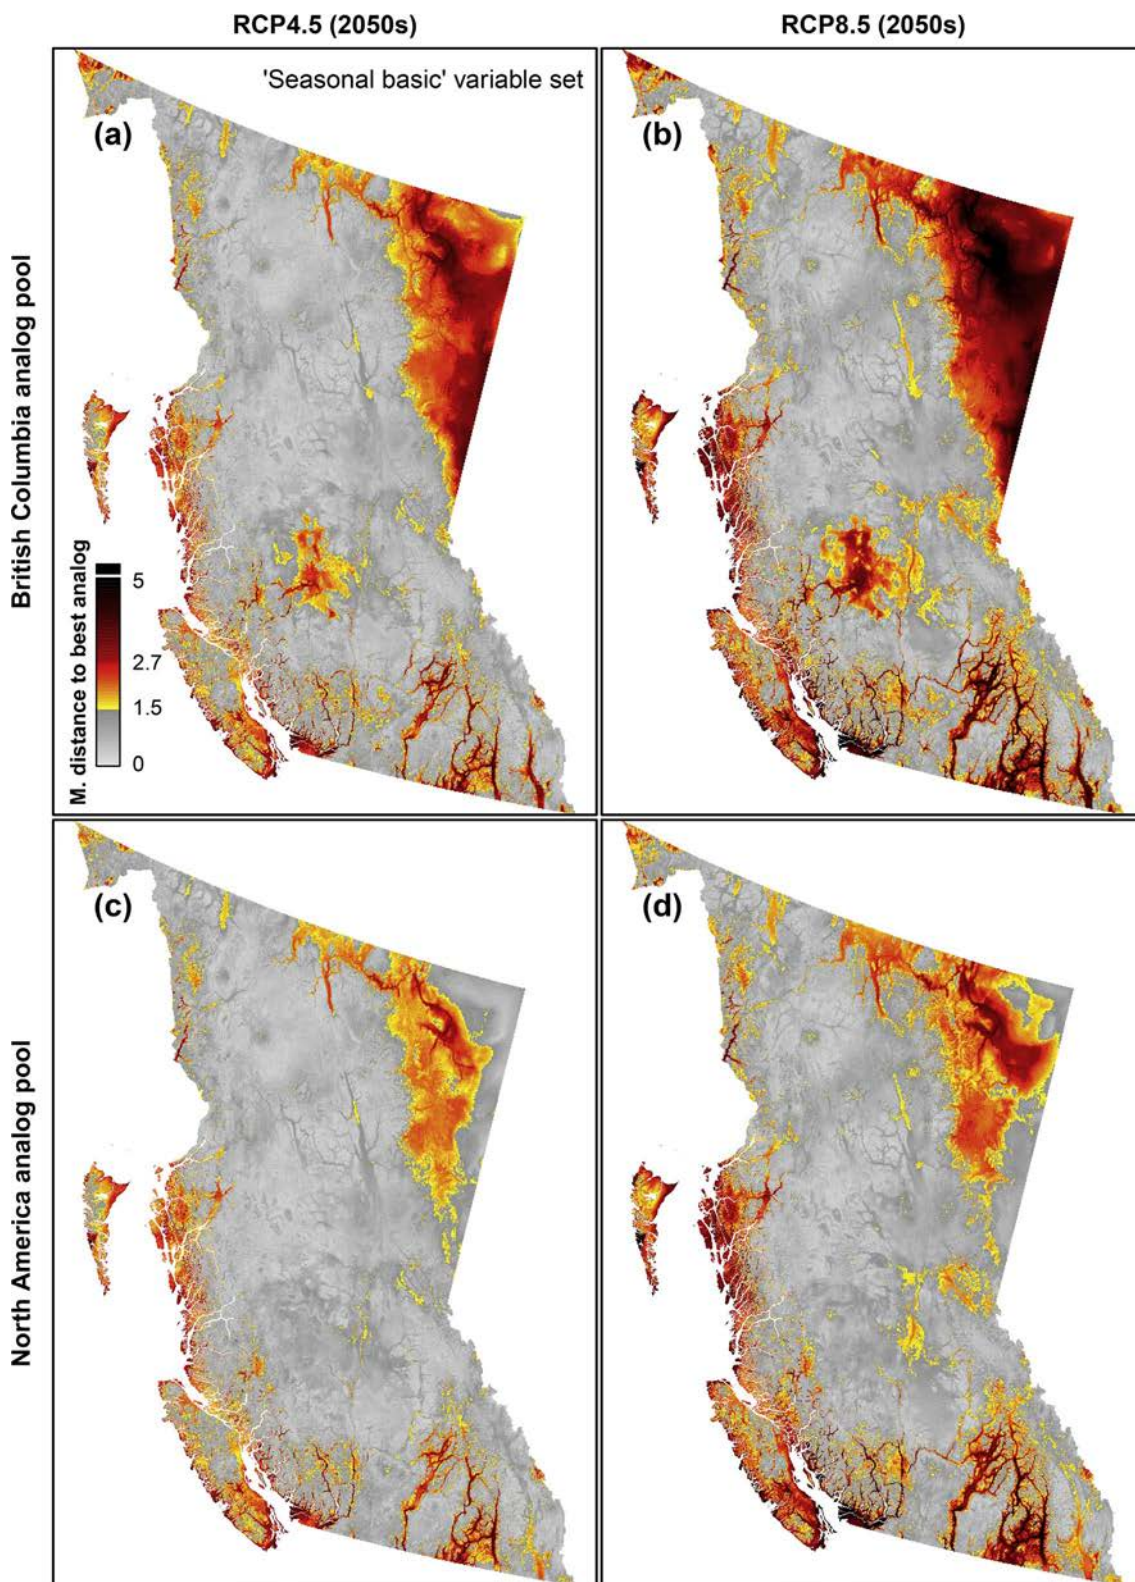 RCP4.5 (2050s)
RCP8.5 (2050s)
British Columbia analog pool
'Seasonal basic' variable set
(a)
(b)
M. distance to best analog
5
2.7
1.5
0
North America analog pool
(c)
(d)